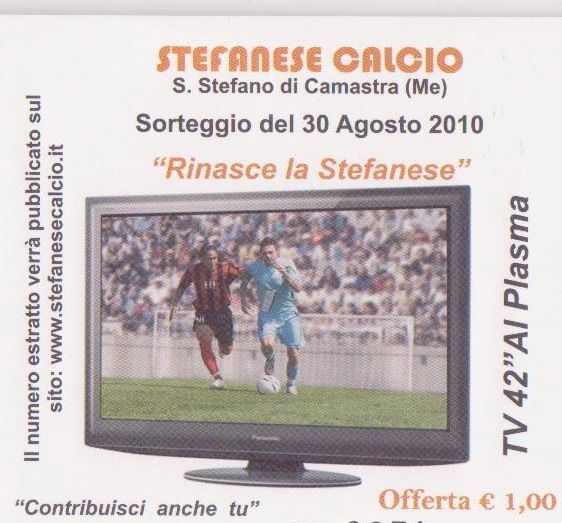 STEFANESE CALCIO
S. Stefano di Camastra (Me)
Sorteggio del 30 Agosto 2010
“Rinasce la Stefanese”
Il numero estratto verrà pubblicato sul
sito: www.stefanesecalcio.it
TV 42” Al Plasma
Panasonic
“Contribuisci anche tu”
Offerta € 1,00